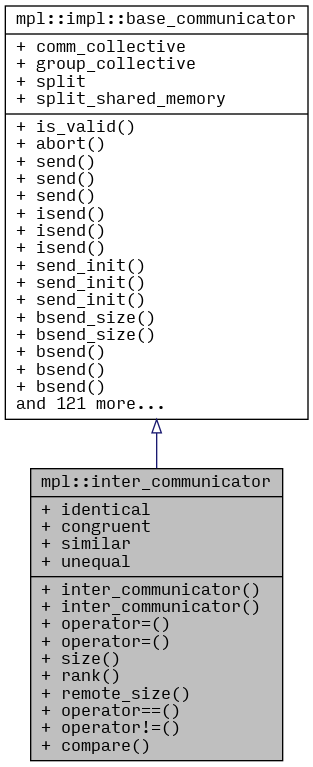 mpl::impl::base_communicator
+ comm_collective
+ group_collective
+ split
+ split_shared_memory
+ is_valid()
+ abort()
+ send()
+ send()
+ send()
+ isend()
+ isend()
+ isend()
+ send_init()
+ send_init()
+ send_init()
+ bsend_size()
+ bsend_size()
+ bsend()
+ bsend()
+ bsend()
and 121 more...
mpl::inter_communicator
+ identical
+ congruent
+ similar
+ unequal
+ inter_communicator()
+ inter_communicator()
+ operator=()
+ operator=()
+ size()
+ rank()
+ remote_size()
+ operator==()
+ operator!=()
+ compare()